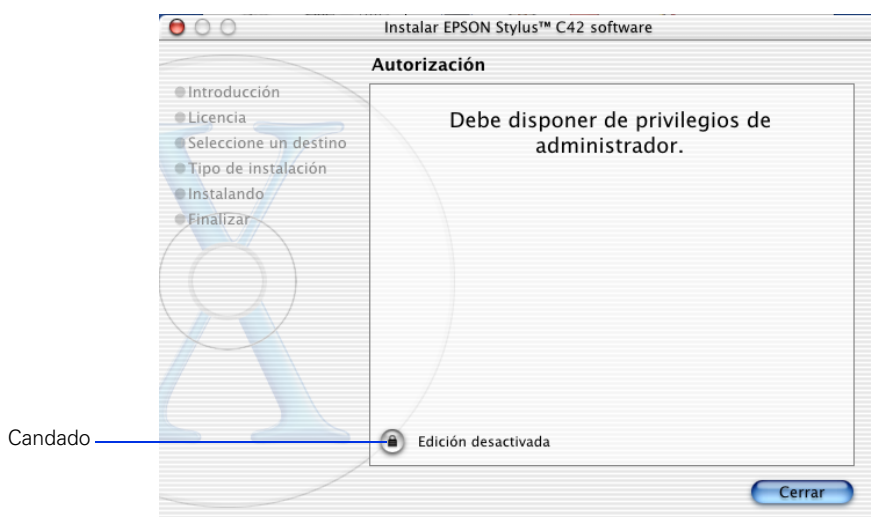 Instalar EPSON Stylus™ C42 software
Autorización
Introducción
Licencia
Seleccione un destino
Tipo de instalación
Instalando
Finalizar
Debe disponer de privilegios de
administrador.
Candado
Edición desactivada
Cerrar